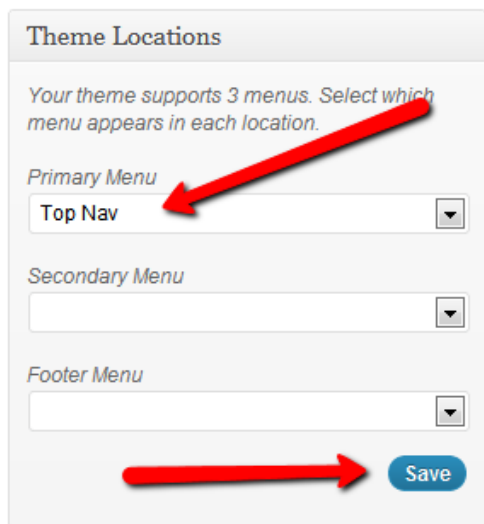 Theme Locations
Your theme supports 3 menus. Select which
menu appears in each location.
Primary Menu
Top Nav
Secondary Menu
Footer Menu
Save